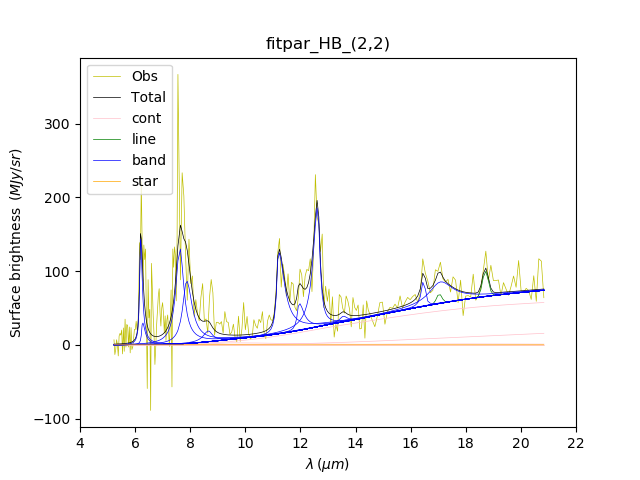 fitpar_HB_(2,2)
Obs
Total
cont
line
band
star
Surface brightness (MJy/sr)
300
200
100
0
−100
4 6 8 10 12 14 16 18 20 22
λ (μm)